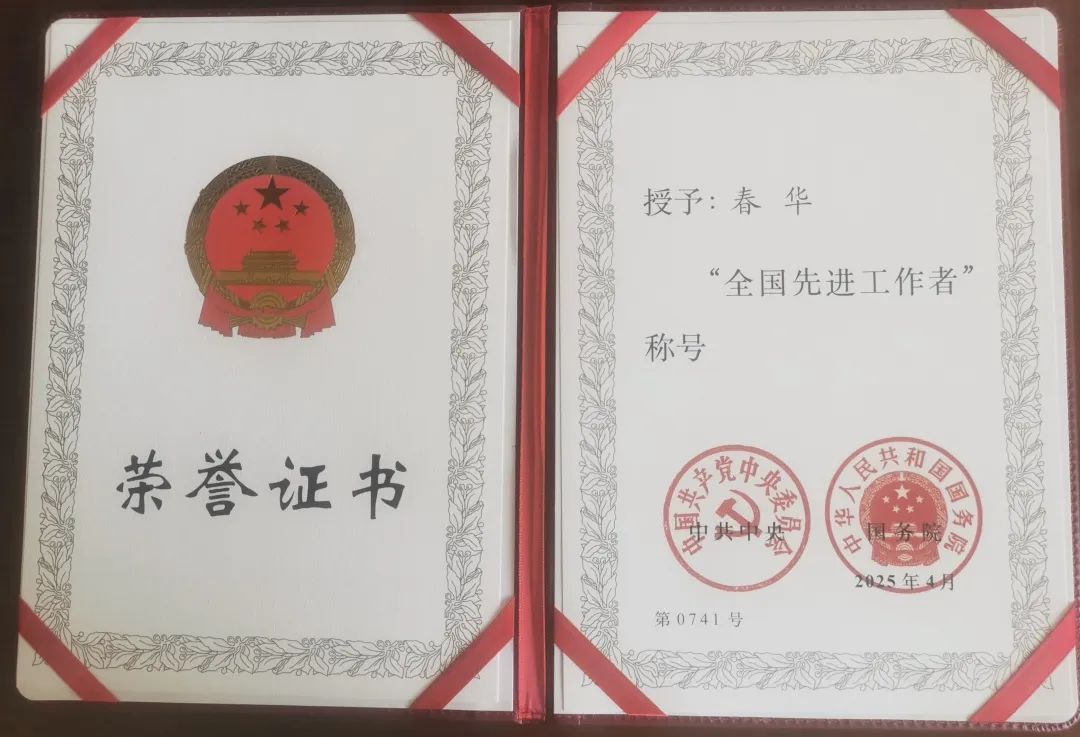 荣誉证书
授予：春 华
“全国先进工作者”
称号
中国共产党中央委员会
中共中央
中华人民共和国国务院
国务院
2025年4月
第0741号